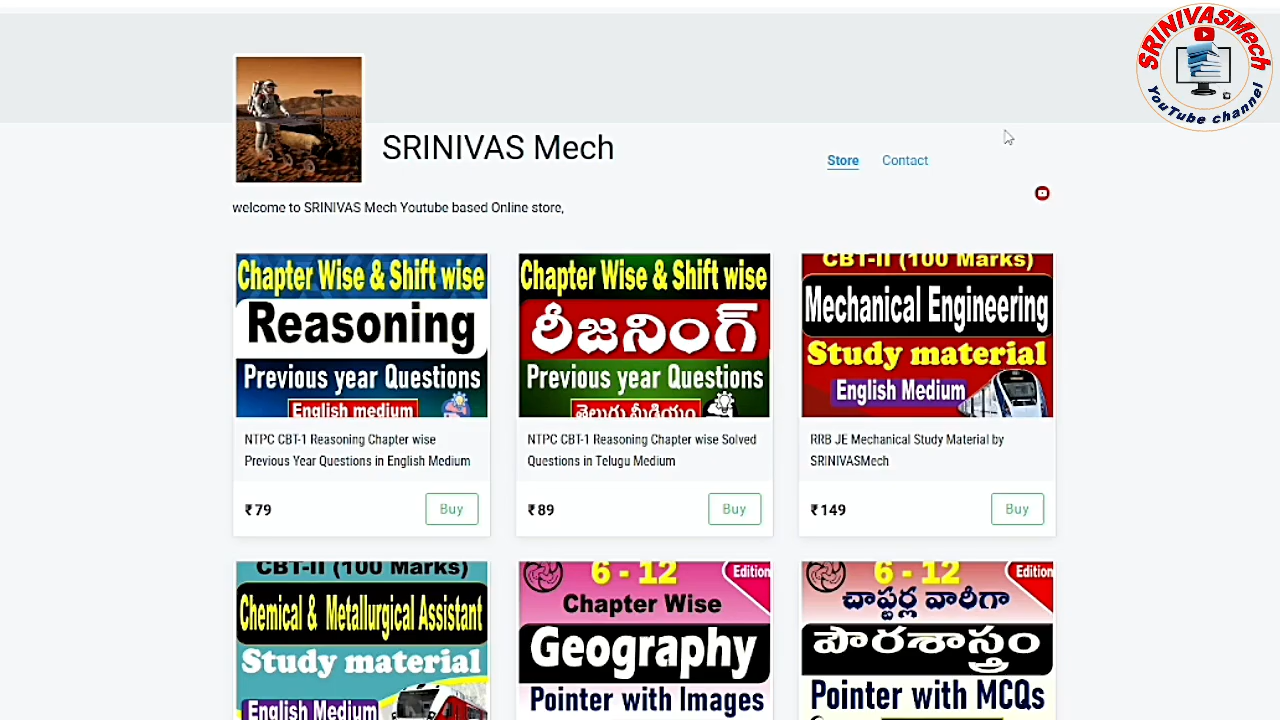 SRINIVASMech
YouTube channel
SRINIVAS Mech
Store
Contact
welcome to SRINIVAS Mech Youtube based Online store,
Chapter Wise & Shift wise
Reasoning
Previous year Questions
English medium
NTPC CBT-1 Reasoning Chapter wise
Previous Year Questions in English Medium
₹79
Buy
Chapter Wise & Shift wise
రీజనింగ్
Previous year Questions
తెలుగు మీడియం
NTPC CBT-1 Reasoning Chapter wise Solved
Questions in Telugu Medium
₹89
Buy
CBT-II (100 Marks)
Mechanical Engineering
Study material
English Medium
RRB JE Mechanical Study Material by
SRINIVASMech
₹149
Buy
CBT-II (100 Marks)
Chemical & Metallurgical Assistant
Study material
English Medium
6 - 12
Edition
Chapter Wise
Geography
Pointer with Images
6 - 12
Edition
చాప్టర్ల వారీగా
పౌరశాస్త్రం
Pointer with MCQs